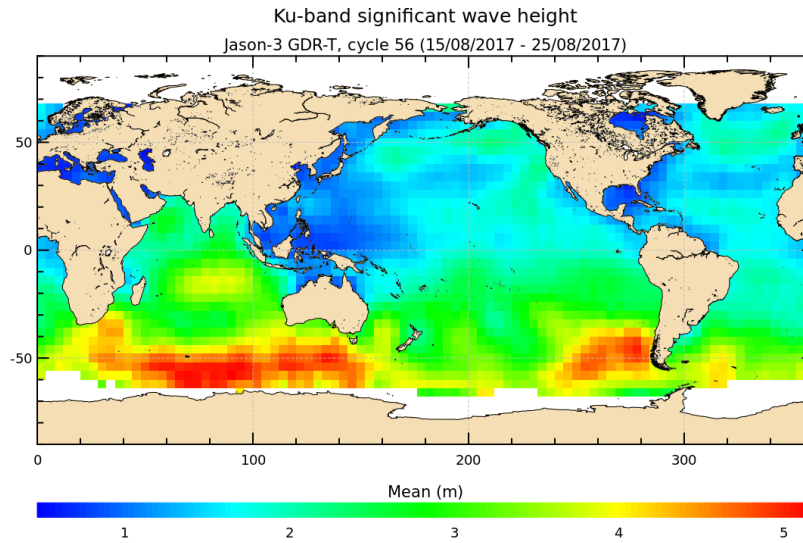 Ku-band significant wave height
Jason-3 GDR-T, cycle 56 (15/08/2017 - 25/08/2017)
50
0
-50
0 100 200 300
Mean (m)
1 2 3 4 5